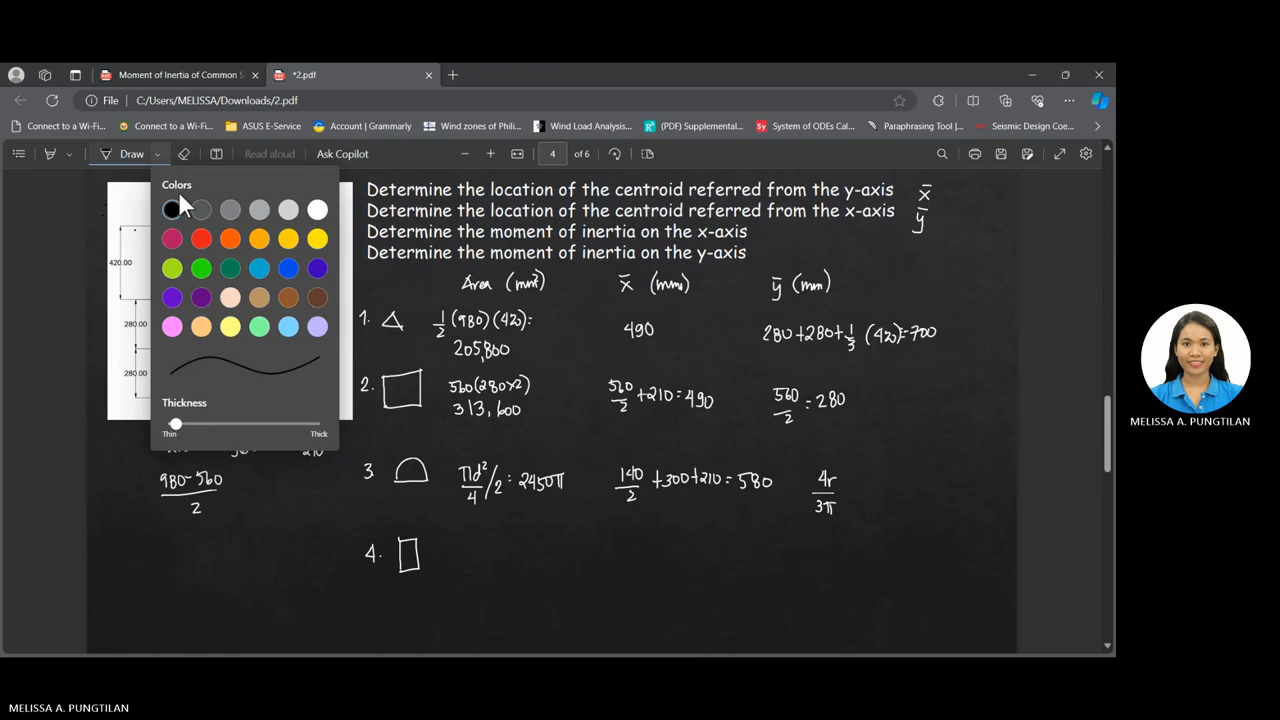 Moment of Inertia of Common S
*2.pdf
File
C:/Users/MELISSA/Downloads/2.pdf
Connect to a Wi-Fi...
Connect to a Wi-Fi...
ASUS E-Service
Account | Grammarly
Wind zones of Phili...
Wind Load Analysis...
(PDF) Supplemental...
System of ODEs Cal...
Paraphrasing Tool |...
Seismic Design Coe...
Draw
Read aloud
Ask Copilot
4 of 6
Colors
Thickness
Thin Thick
420.00
280.00
280.00
Determine the location of the centroid referred from the y-axis x̄
Determine the location of the centroid referred from the x-axis ȳ
Determine the moment of inertia on the x-axis
Determine the moment of inertia on the y-axis
Area (mm²) x̄ (mm) ȳ (mm)
1. 1/2 (980)(420)= 490 280+280+1/3 (420)=700
205,800
2. 560(280x2) 560/2 +210=490 560/2 =280
313,600
3 πd²/4 /2 = 2450π 140/2 +300+210=580 4r/3π
4.
210
980-560
2
MELISSA A. PUNGTILAN
MELISSA A. PUNGTILAN